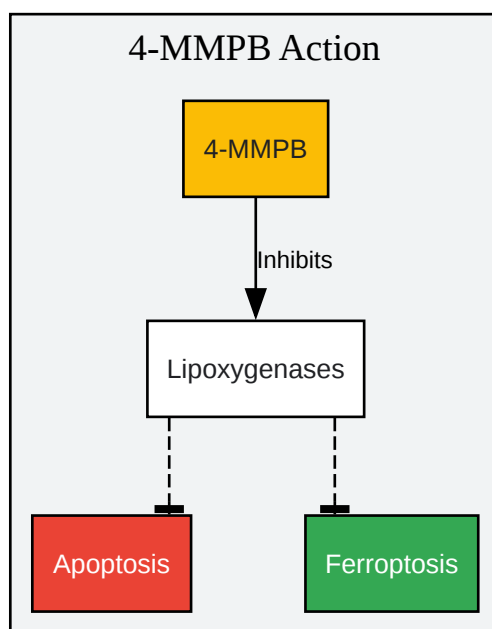 4-MMPB Action
4-MMPB
Inhibits
Lipoxygenases
Apoptosis
Ferroptosis